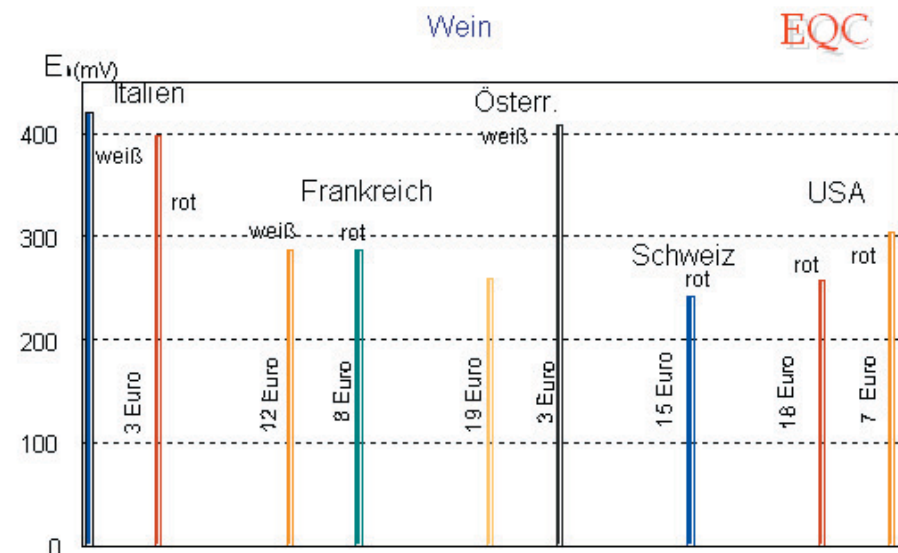 Wein
EQC
E (mV)
Italien
Österr.
400
weiß
weiß
rot
Frankreich
USA
300
weiß
rot
Schweiz
rot
rot
rot
200
3 Euro
12 Euro
8 Euro
19 Euro
3 Euro
15 Euro
18 Euro
7 Euro
100
0